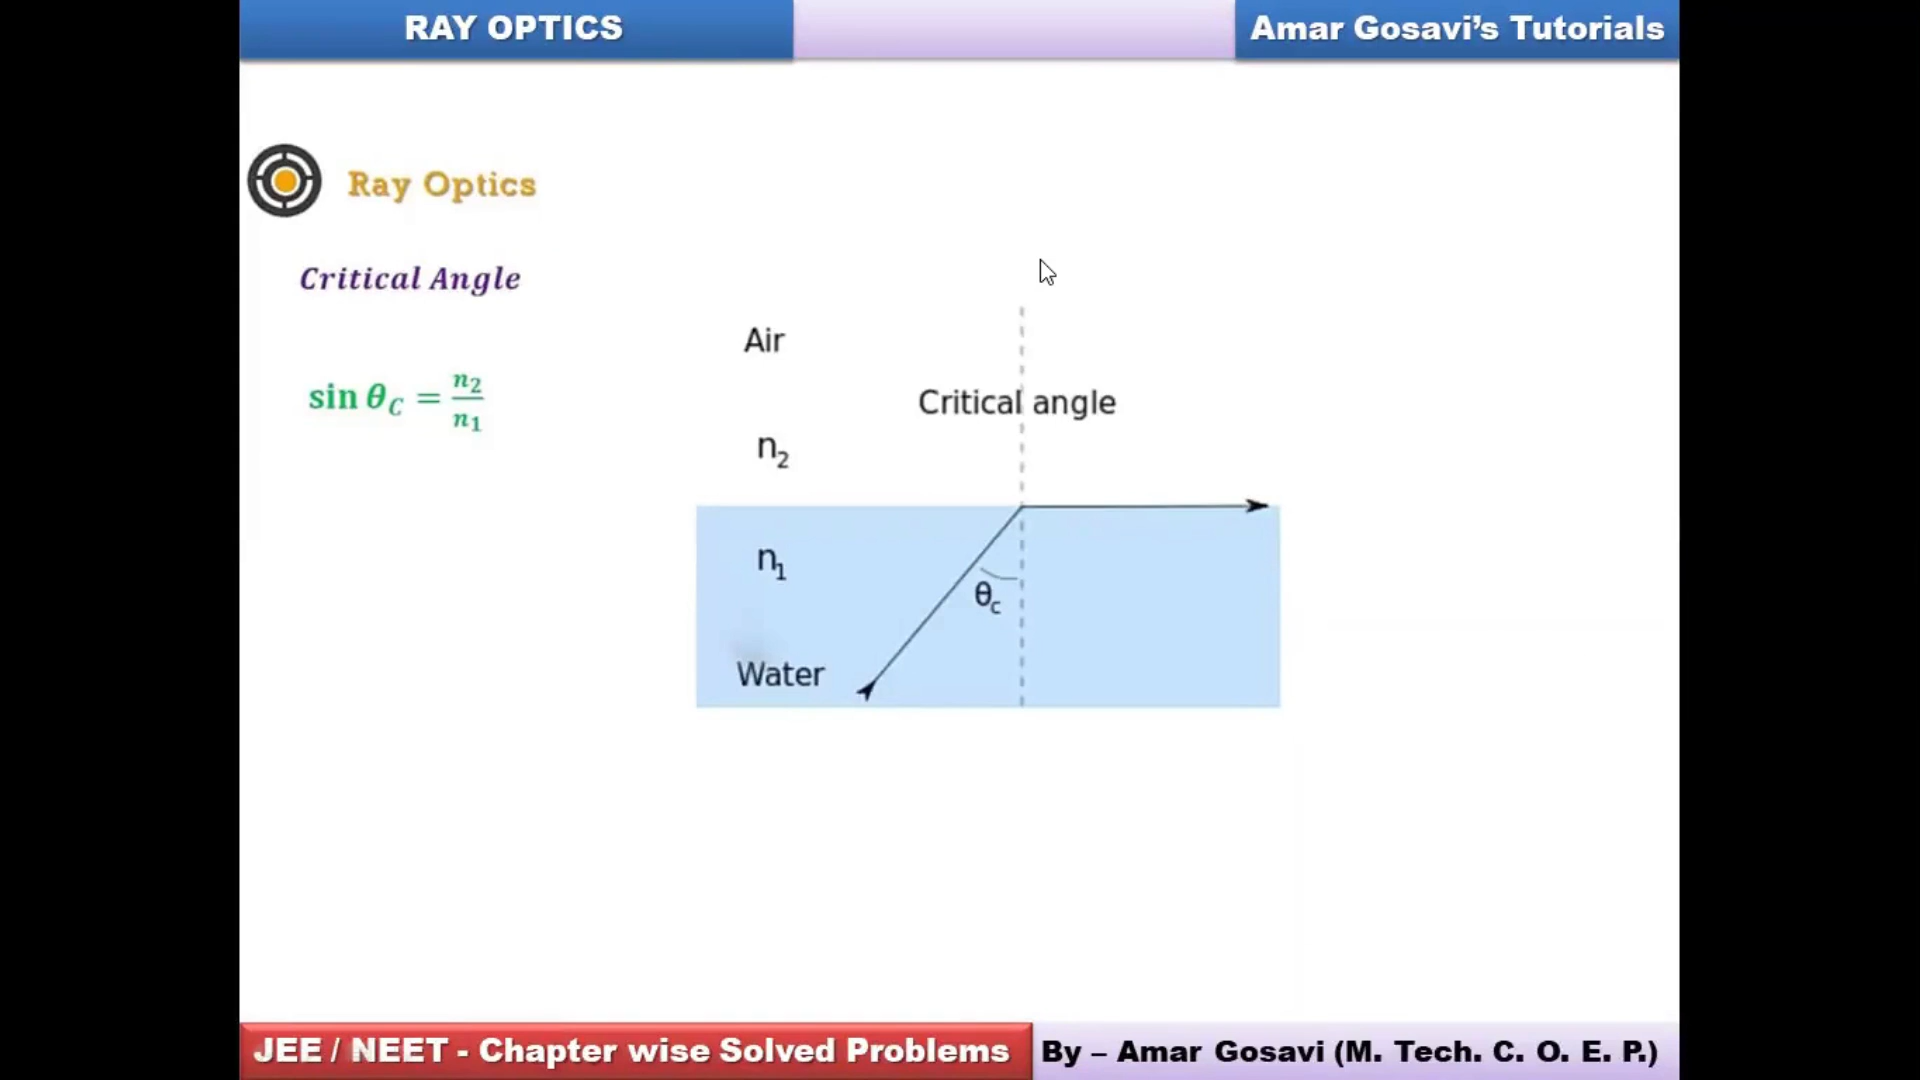 RAY OPTICS
Amar Gosavi’s Tutorials
Ray Optics
Critical Angle
sin θC = n2/n1
Air
Critical angle
n2
n1
θc
Water
JEE / NEET - Chapter wise Solved Problems
By – Amar Gosavi (M. Tech. C. O. E. P.)